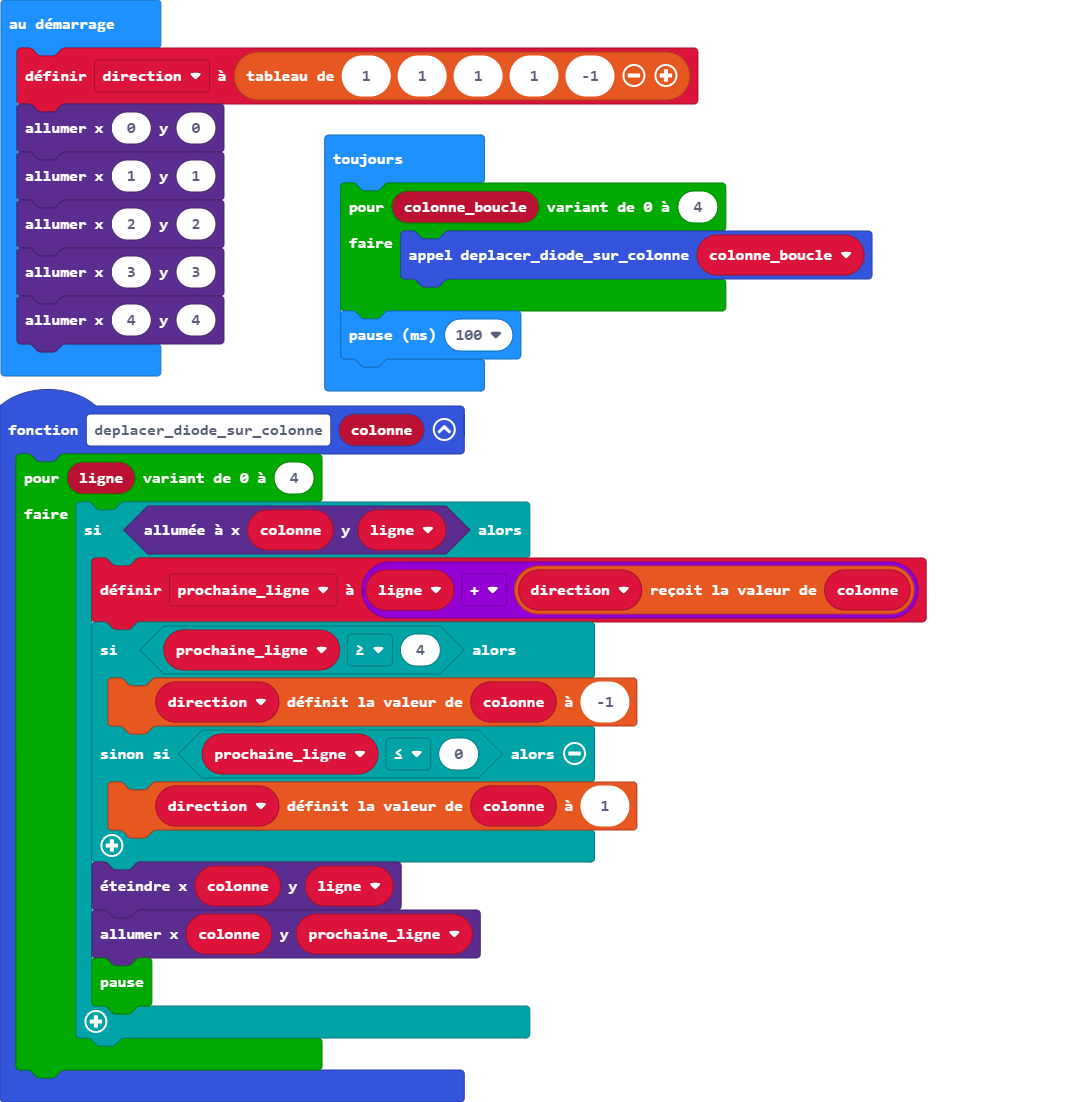 au démarrage
définir direction à tableau de 1 1 1 1 -1
allumer x 0 y 0
allumer x 1 y 1
allumer x 2 y 2
allumer x 3 y 3
allumer x 4 y 4
toujours
pour colonne_boucle variant de 0 à 4
faire appel deplacer_diode_sur_colonne colonne_boucle
pause (ms) 100
fonction deplacer_diode_sur_colonne colonne
pour ligne variant de 0 à 4
faire
si allumée à x colonne y ligne alors
définir prochaine_ligne à ligne + direction reçoit la valeur de colonne
si prochaine_ligne ≥ 4 alors
direction définit la valeur de colonne à -1
sinon si prochaine_ligne ≤ 0 alors
direction définit la valeur de colonne à 1
éteindre x colonne y ligne
allumer x colonne y prochaine_ligne
pause